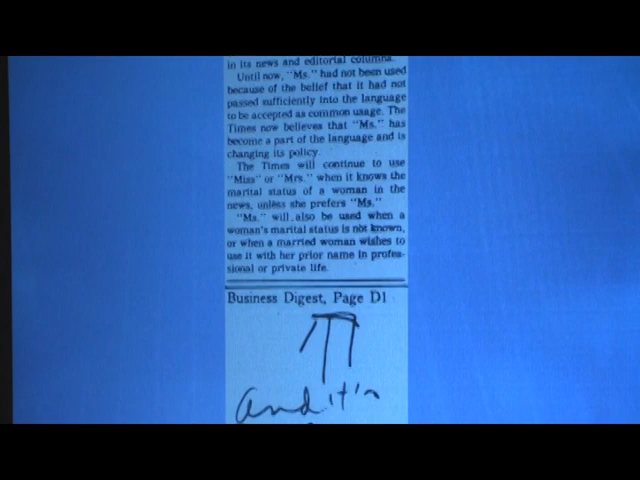 in its news and editorial columns.
Until now, "Ms." had not been used
because of the belief that it had not
passed sufficiently into the language
to be accepted as common usage. The
Times now believes that "Ms." has
become a part of the language and is
changing its policy.
The Times will continue to use
"Miss" or "Mrs." when it knows the
marital status of a woman in the
news, unless she prefers "Ms."
"Ms." will also be used when a
woman's marital status is not known,
or when a married woman wishes to
use it with her prior name in profes-
sional or private life.
Business Digest, Page D1
And it's